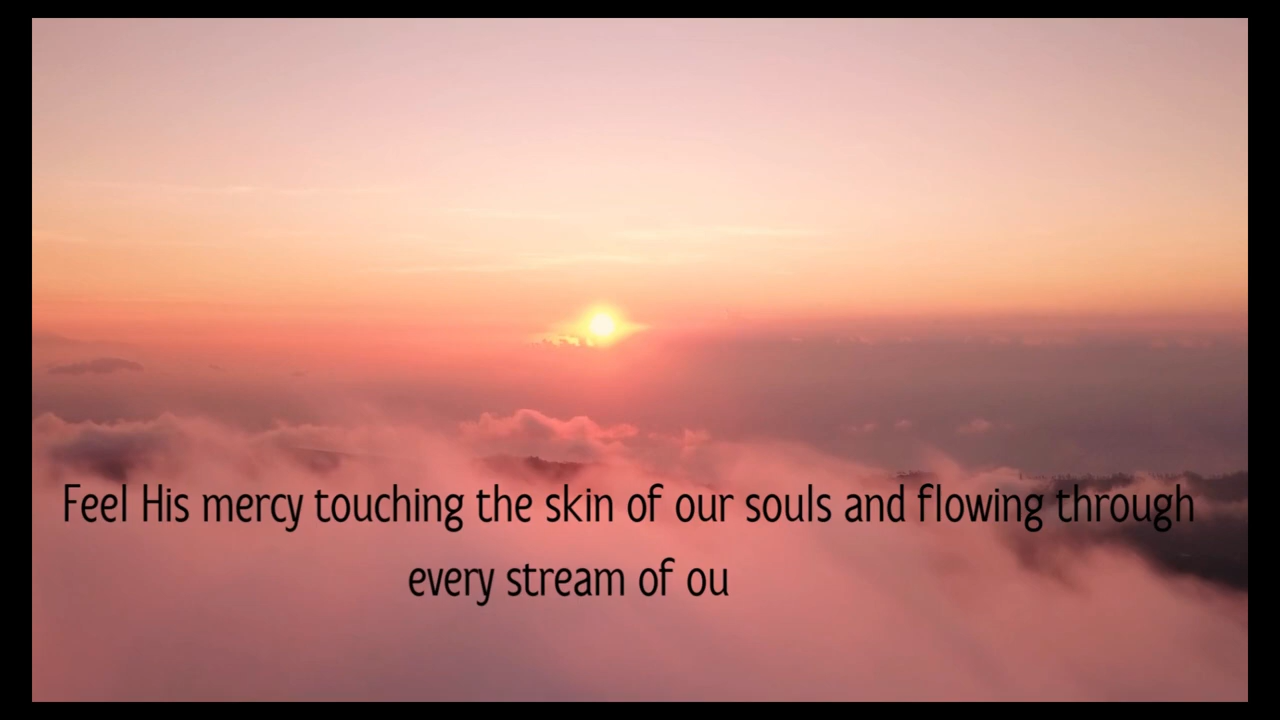 Feel His mercy touching the skin of our souls and flowing through
every stream of ou